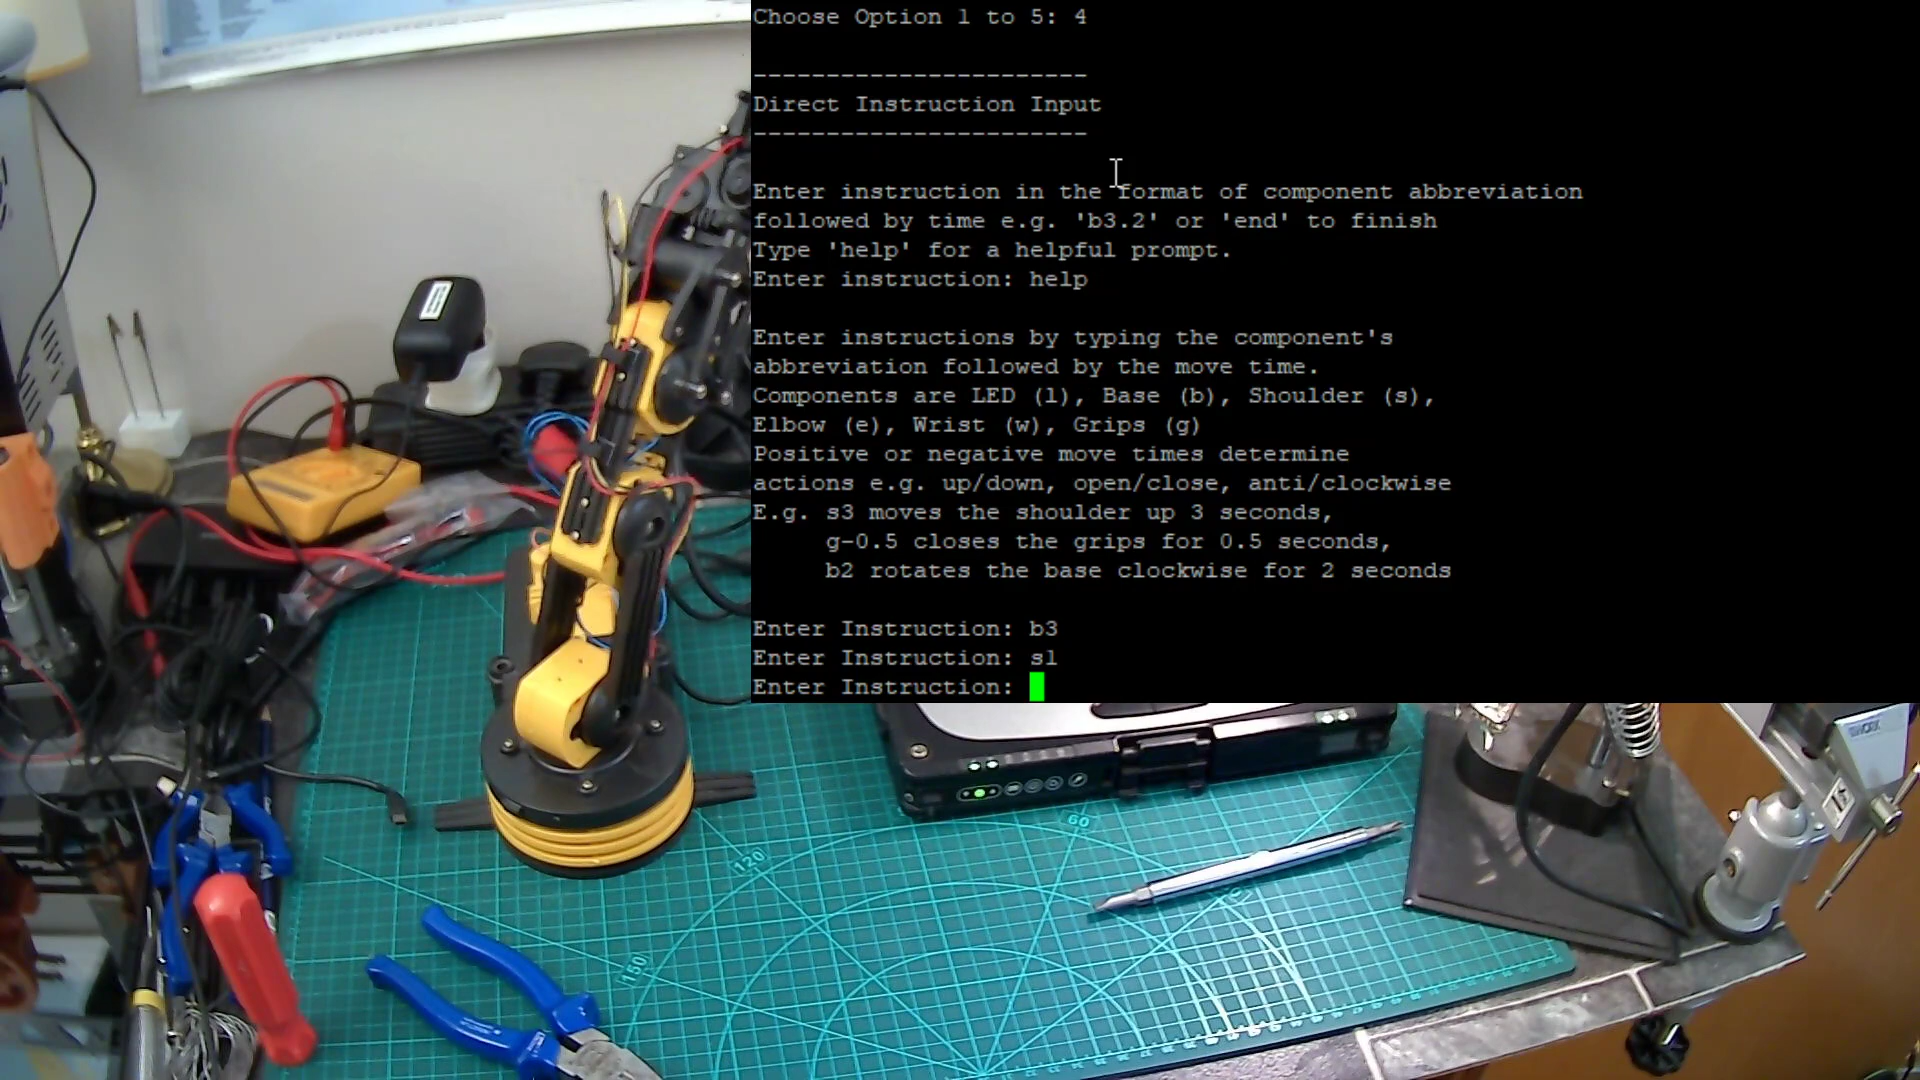 Choose Option 1 to 5: 4
-----------------------
Direct Instruction Input
-----------------------
Enter instruction in the format of component abbreviation
followed by time e.g. 'b3.2' or 'end' to finish
Type 'help' for a helpful prompt.
Enter instruction: help
Enter instructions by typing the component's
abbreviation followed by the move time.
Components are LED (l), Base (b), Shoulder (s),
Elbow (e), Wrist (w), Grips (g)
Positive or negative move times determine
actions e.g. up/down, open/close, anti/clockwise
E.g. s3 moves the shoulder up 3 seconds,
g-0.5 closes the grips for 0.5 seconds,
b2 rotates the base clockwise for 2 seconds
Enter Instruction: b3
Enter Instruction: s1
Enter Instruction:
60
120
150